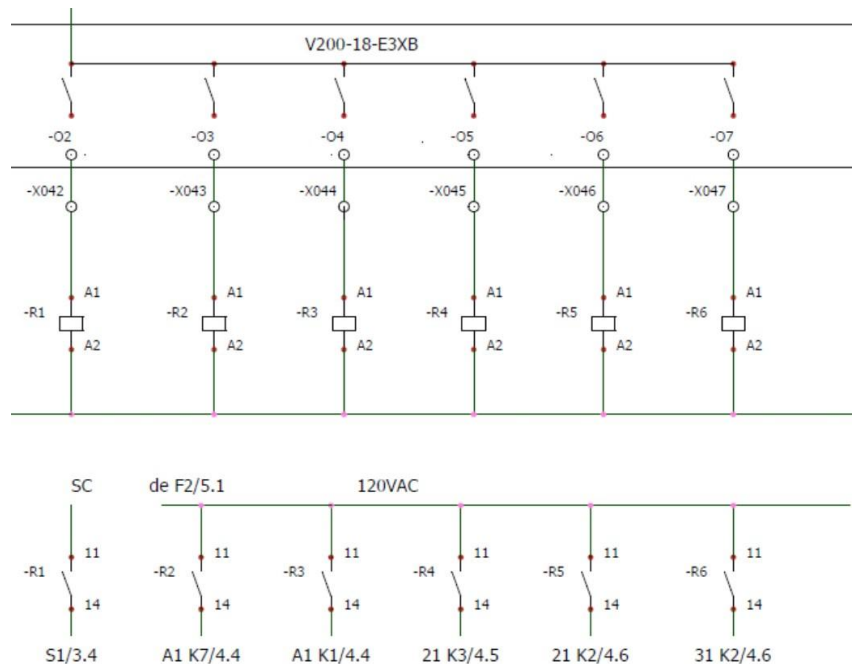 V200-18-E3XB
-O2 -O3 -O4 -O5 -O6 -O7
-X042 -X043 -X044 -X045 -X046 -X047
A1 A1 A1 A1 A1 A1
-R1 -R2 -R3 -R4 -R5 -R6
A2 A2 A2 A2 A2 A2
SC de F2/5.1 120VAC
11 11 11 11 11 11
-R1 -R2 -R3 -R4 -R5 -R6
14 14 14 14 14 14
S1/3.4 A1 K7/4.4 A1 K1/4.4 21 K3/4.5 21 K2/4.6 31 K2/4.6